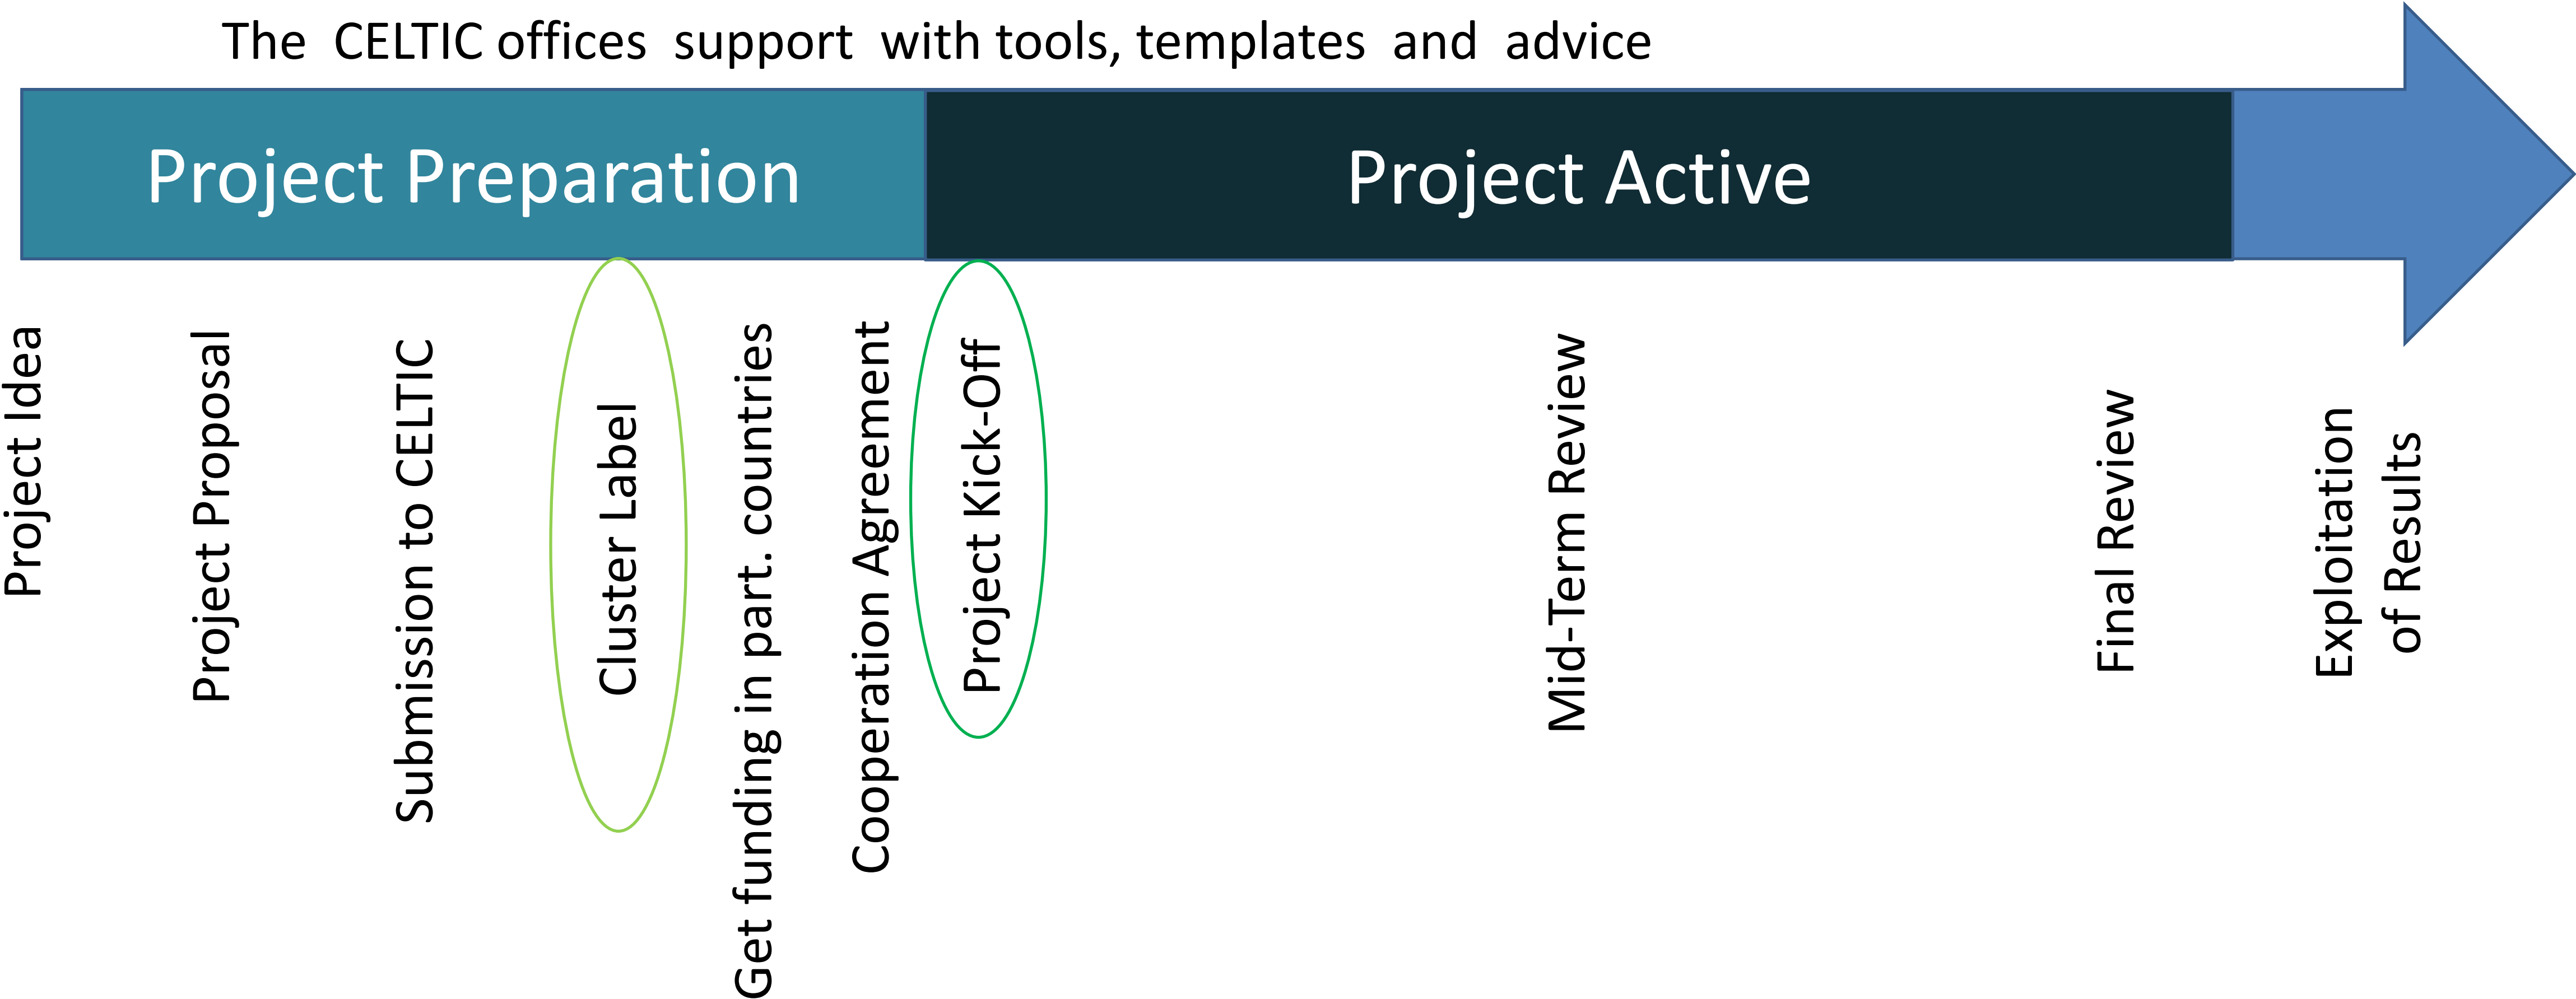 The CELTIC offices support with tools, templates and advice
Project Preparation
Project Active
Project Idea
Project Proposal
Submission to CELTIC
Cluster Label
Get funding in part. countries
Cooperation Agreement
Project Kick-Off
Mid-Term Review
Final Review
Exploitation
of Results